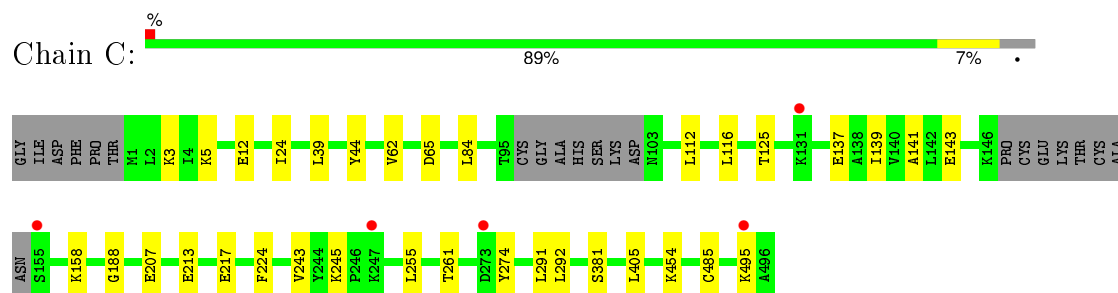 %
Chain C:
89%
7%
•
GLY ILE ASP PHE PRO THR M1 L2 K3 I4 K5 E12 I24 L39 Y44 V62 D65 L84 T95 CYS GLY ALA HIS SER LYS ASP N103 L112 L116 T125 K131 E137 A138 I139 V140 A141 L142 E143 K146 PRO CYS GLU LYS THR CYS ALA
ASN S155 K158 G188 E207 E213 E217 F224 V243 Y244 K245 P246 K247 L255 T261 D273 Y274 L291 L292 S381 L405 K454 C485 K495 A496